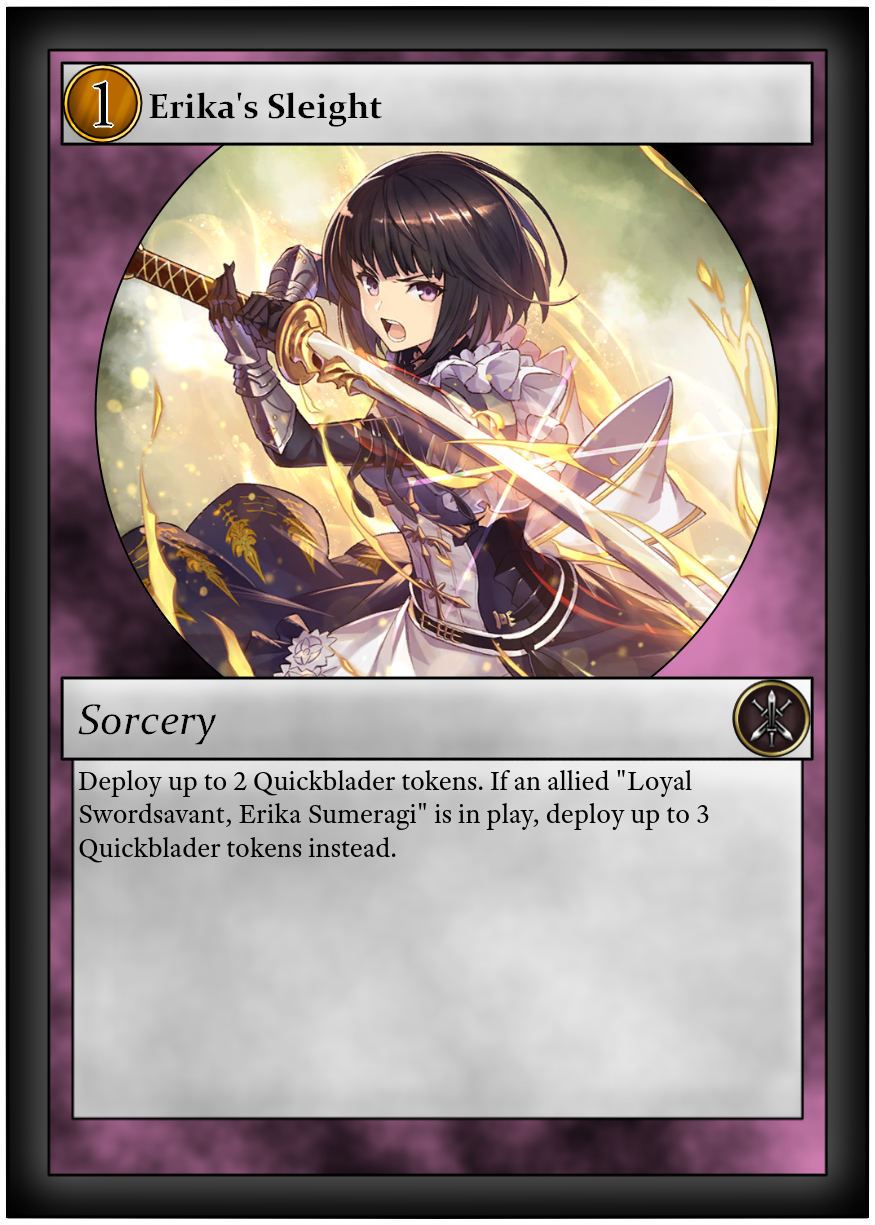 1
Erika's Sleight
Sorcery
Deploy up to 2 Quickblader tokens. If an allied "Loyal
Swordsavant, Erika Sumeragi" is in play, deploy up to 3
Quickblader tokens instead.